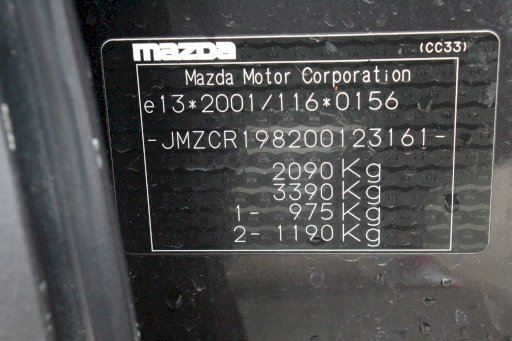 mazda (CC33)
Mazda Motor Corporation
e13*2001/116*0156
-JMZCR198200123161-
2090 Kg
3390 Kg
1- 975 Kg
2- 1190 Kg